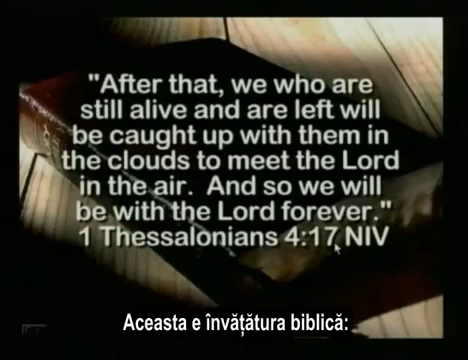 "After that, we who are
still alive and are left will
be caught up with them in
the clouds to meet the Lord
in the air. And so we will
be with the Lord forever."
1 Thessalonians 4:17 NIV
Aceasta e învățătura biblică: